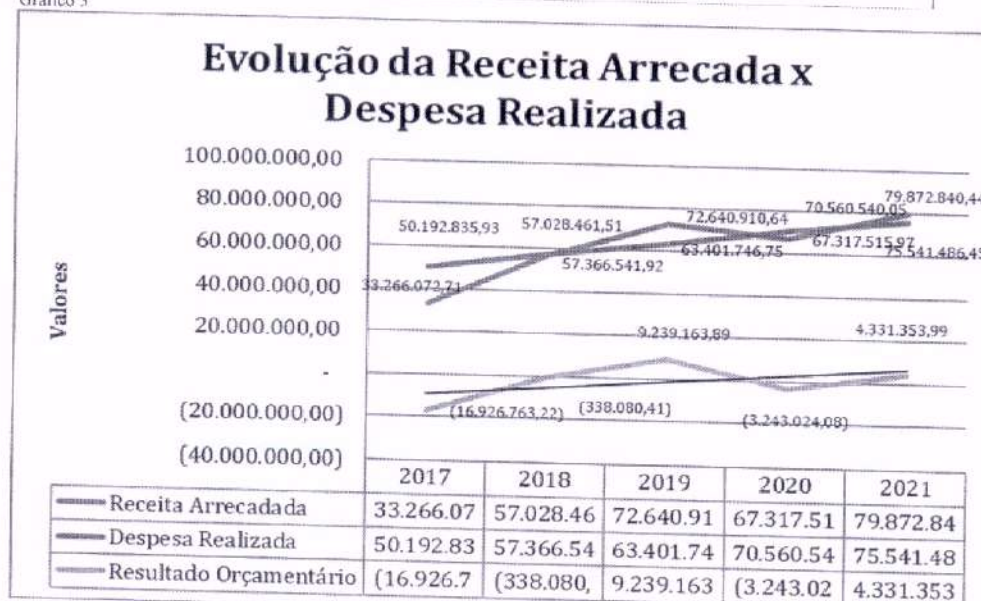 Gráfico 5
Evolução da Receita Arrecada x
Despesa Realizada
Valores
100.000.000,00
80.000.000,00
60.000.000,00
40.000.000,00
20.000.000,00
-
(20.000.000,00)
(40.000.000,00)
50.192.835,93 57.028.461,51 72.640.910,64 70.560.540,05 79.872.840,44
33.266.072,71 57.366.541,92 63.401.746,75 67.317.515,97 75.541.486,45
9.239.163,89 4.331.353,99
(16.926.763,22) (338.080,41) (3.243.024,08)
2017 2018 2019 2020 2021
Receita Arrecadada 33.266.07 57.028.46 72.640.91 67.317.51 79.872.84
Despesa Realizada 50.192.83 57.366.54 63.401.74 70.560.54 75.541.48
Resultado Orçamentário (16.926.7 (338.080, 9.239.163 (3.243.02 4.331.353